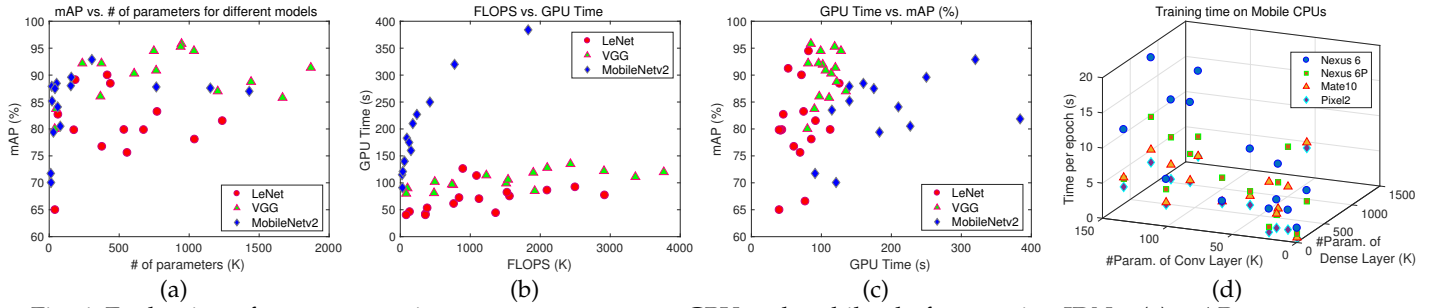 mAP vs. # of parameters for different models
mAP (%)
100
95
90
85
80
75
70
65
60
0
500
1000
1500
2000
# of parameters (K)
LeNet
VGG
MobileNetv2
(a)
FLOPS vs. GPU Time
GPU Time (s)
400
350
300
250
200
150
100
50
0
0
1000
2000
3000
4000
FLOPS (K)
LeNet
VGG
MobileNetv2
(b)
GPU Time vs. mAP (%)
mAP (%)
100
95
90
85
80
75
70
65
60
0
100
200
300
400
GPU Time (s)
LeNet
VGG
MobileNetv2
(c)
Training time on Mobile CPUs
Time per epoch (s)
20
15
10
5
0
150
100
50
0
#Param. of Conv Layer (K)
0
500
1000
1500
#Param. of
Dense Layer (K)
Nexus 6
Nexus 6P
Mate10
Pixel2
(d)